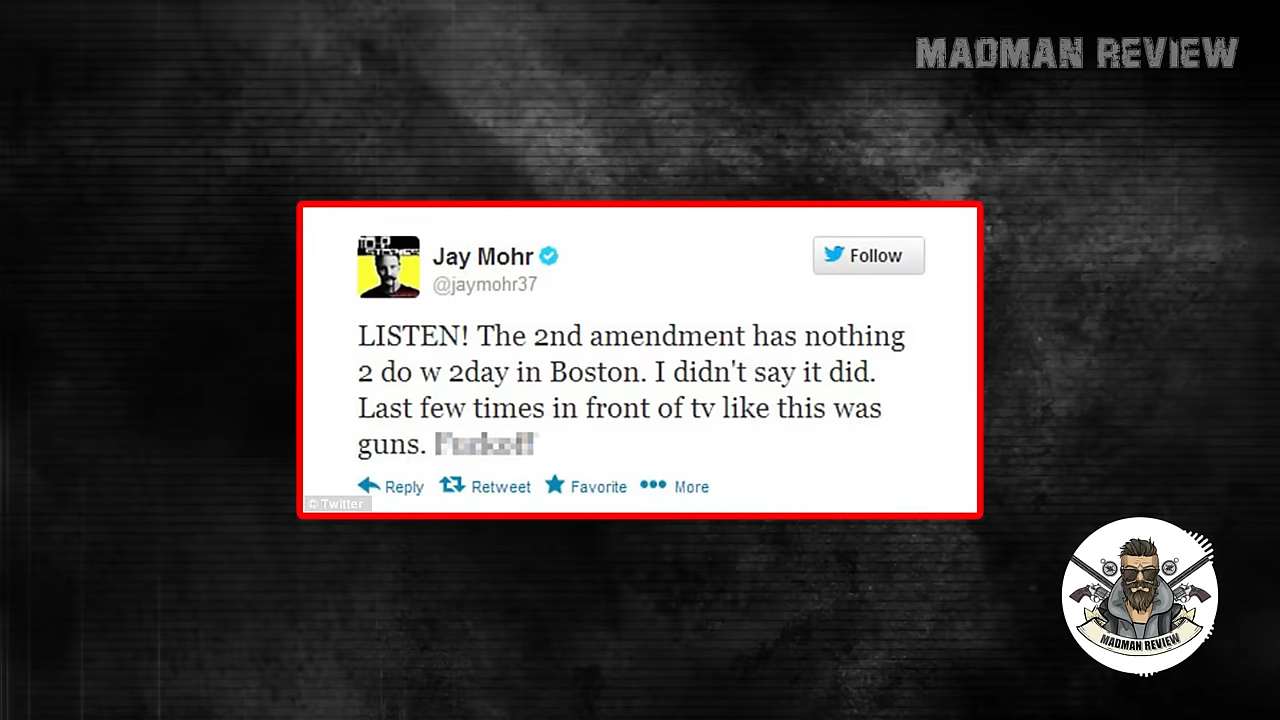 MADMAN REVIEW
Jay Mohr
@jaymohr37
Follow
LISTEN! The 2nd amendment has nothing
2 do w 2day in Boston. I didn't say it did.
Last few times in front of tv like this was
guns.
Reply Retweet Favorite More
© Twitter
MADMAN REVIEW